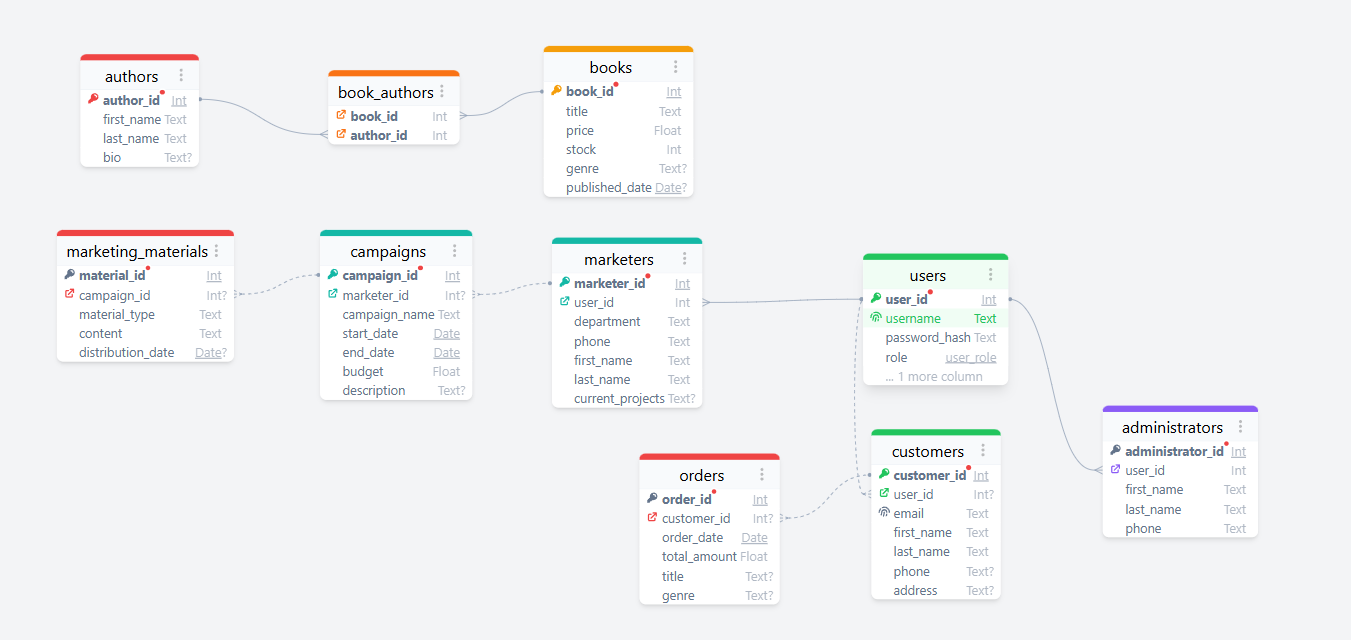 authors
author_id Int
first_name Text
last_name Text
bio Text?
book_authors
book_id Int
author_id Int
books
book_id Int
title Text
price Float
stock Int
genre Text?
published_date Date?
marketing_materials
material_id Int
campaign_id Int?
material_type Text
content Text
distribution_date Date?
campaigns
campaign_id Int
marketer_id Int?
campaign_name Text
start_date Date
end_date Date
budget Float
description Text?
marketers
marketer_id Int
user_id Int
department Text
phone Text
first_name Text
last_name Text
current_projects Text?
users
user_id Int
username Text
password_hash Text
role user_role
... 1 more column
orders
order_id Int
customer_id Int?
order_date Date
total_amount Float
title Text?
genre Text?
customers
customer_id Int
user_id Int?
email Text
first_name Text
last_name Text
phone Text?
address Text?
administrators
administrator_id Int
user_id Int
first_name Text
last_name Text
phone Text